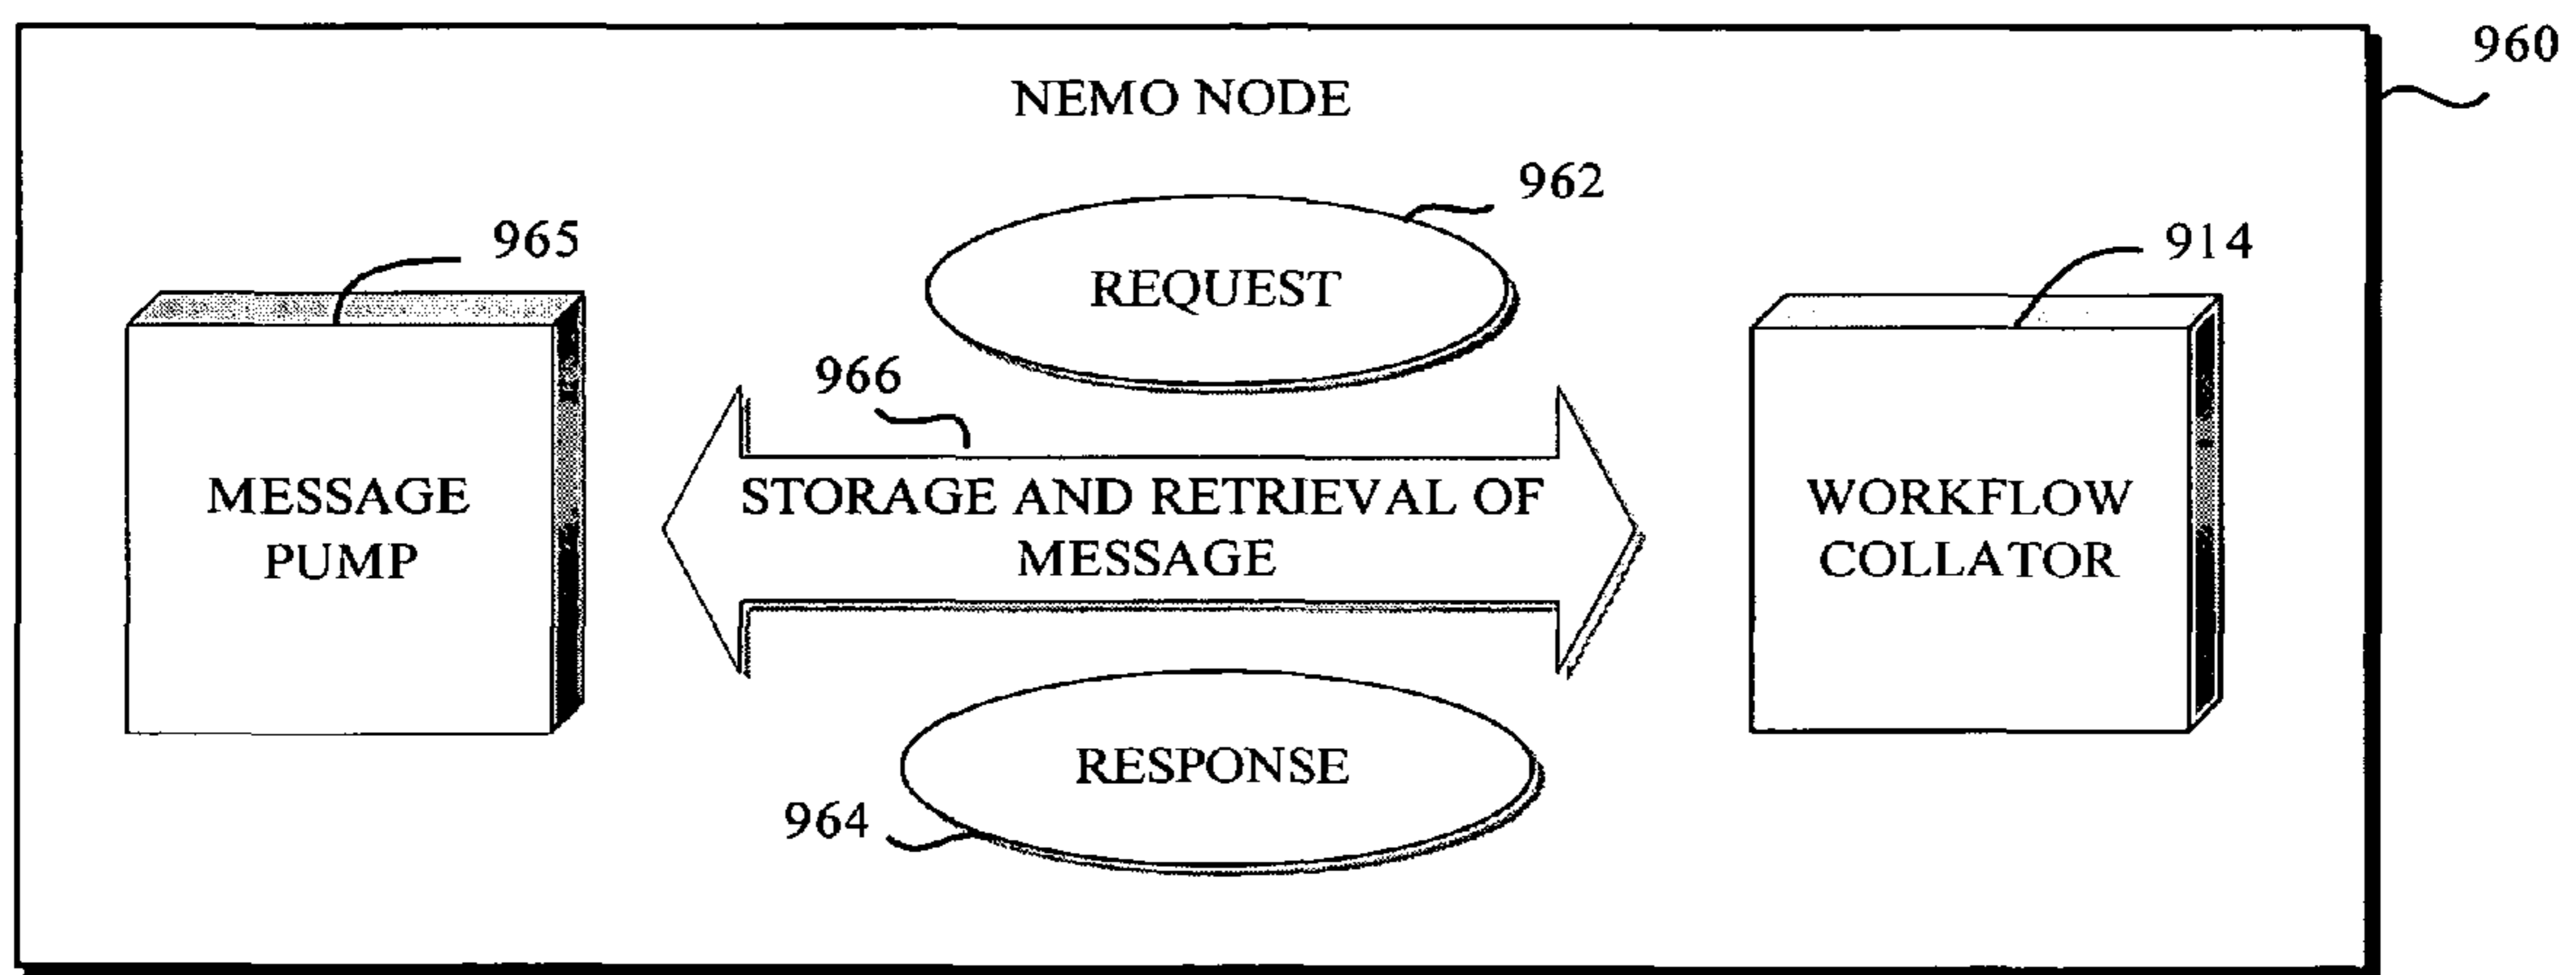 960
NEMO NODE
962
965
914
REQUEST
966
MESSAGE
PUMP
STORAGE AND RETRIEVAL OF
MESSAGE
WORKFLOW
COLLATOR
RESPONSE
964